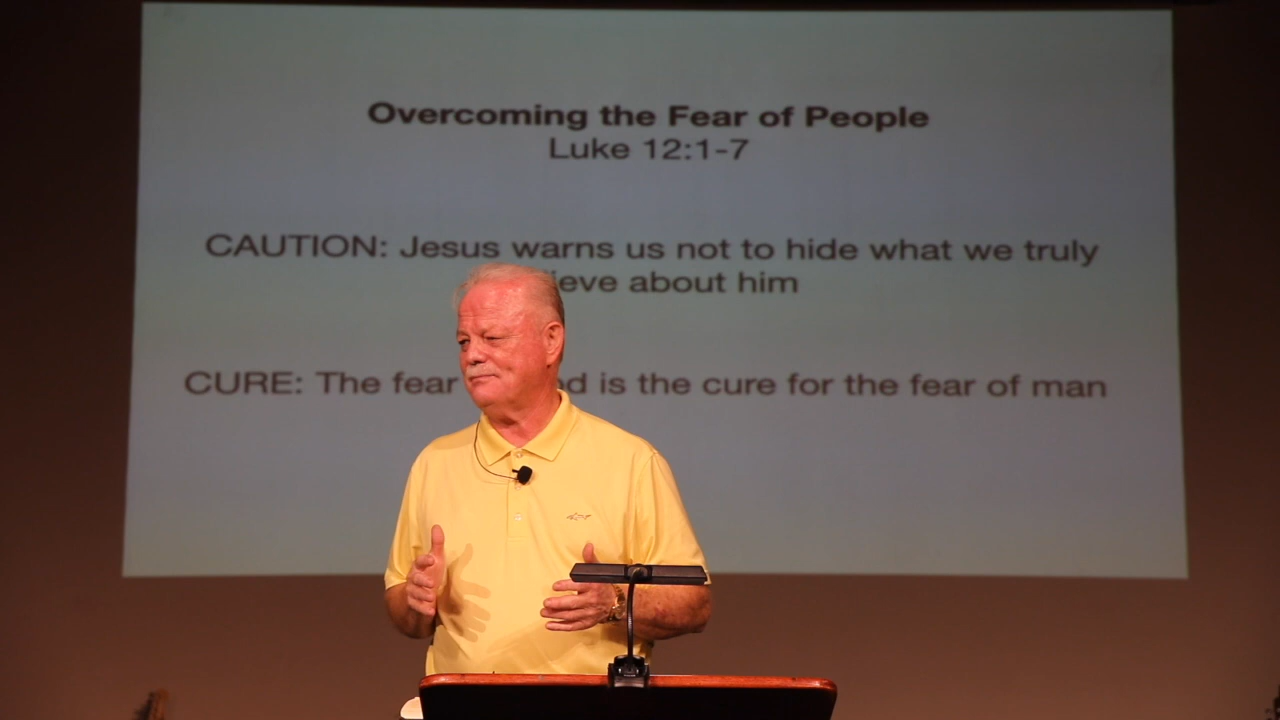 Overcoming the Fear of People
Luke 12:1-7
CAUTION: Jesus warns us not to hide what we truly
about him
CURE: The fear is the cure for the fear of man